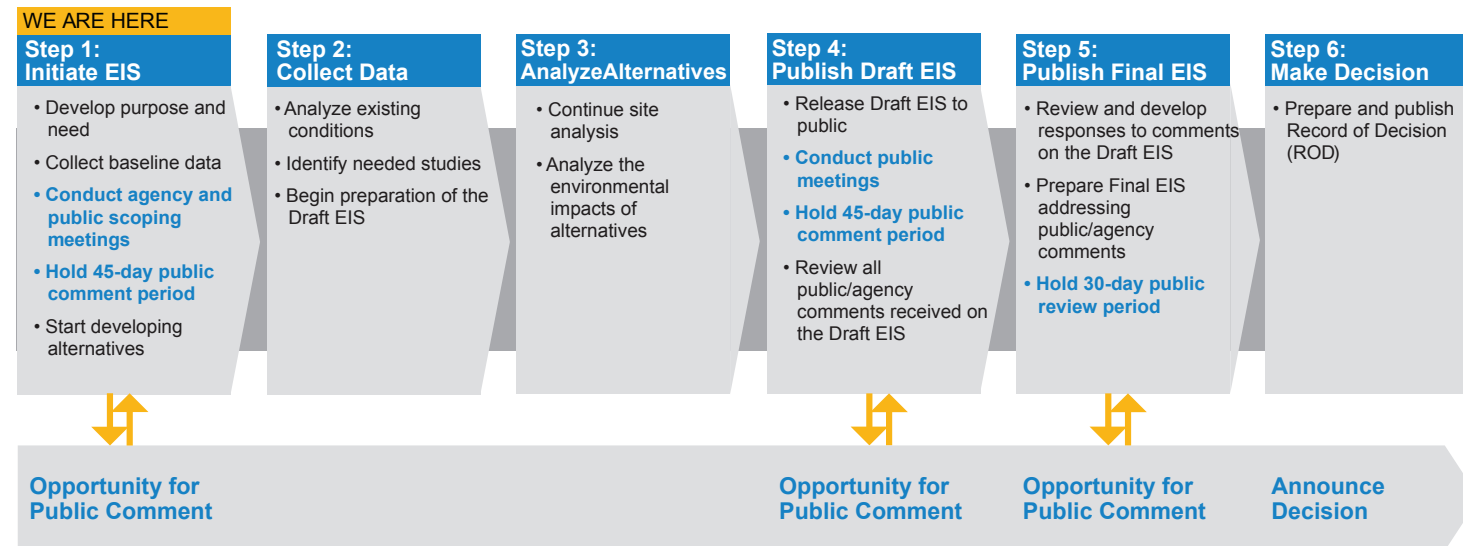 WE ARE HERE
Step 1:
Initiate EIS
• Develop purpose and
need
• Collect baseline data
• Conduct agency and
public scoping
meetings
• Hold 45-day public
comment period
• Start developing
alternatives
Step 2:
Collect Data
• Analyze existing
conditions
• Identify needed studies
• Begin preparation of the
Draft EIS
Step 3:
AnalyzeAlternatives
• Continue site
analysis
• Analyze the
environmental
impacts of
alternatives
Step 4:
Publish Draft EIS
• Release Draft EIS to
public
• Conduct public
meetings
• Hold 45-day public
comment period
• Review all
public/agency
comments received on
the Draft EIS
Step 5:
Publish Final EIS
• Review and develop
responses to comments
on the Draft EIS
• Prepare Final EIS
addressing
public/agency
comments
• Hold 30-day public
review period
Step 6:
Make Decision
• Prepare and publish
Record of Decision
(ROD)
Opportunity for
Public Comment
Opportunity for
Public Comment
Opportunity for
Public Comment
Announce
Decision